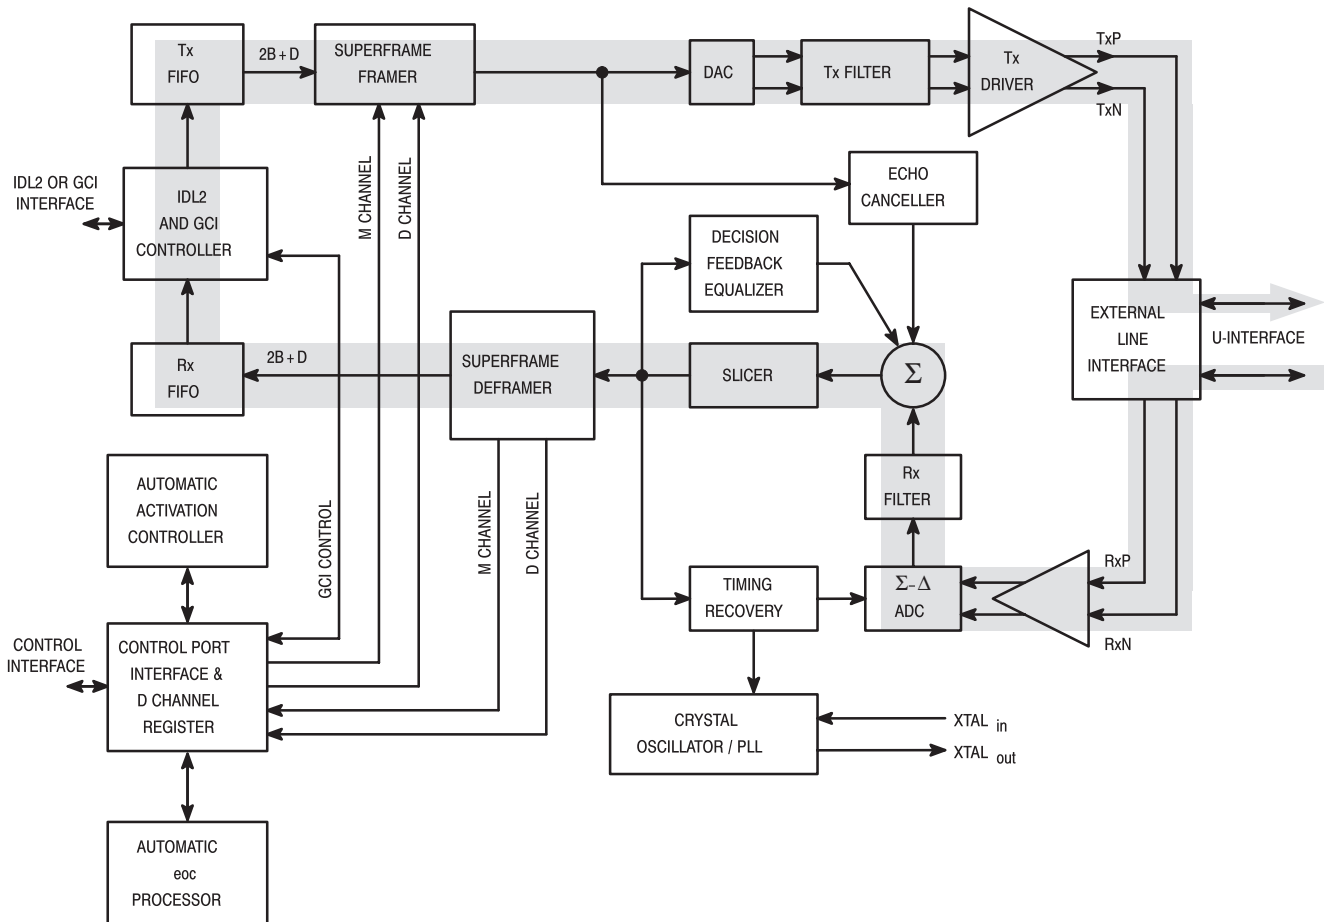 Tx
FIFO
2B + D
SUPERFRAME
FRAMER
DAC
Tx FILTER
Tx
DRIVER
TxP
TxN
IDL2 OR GCI
INTERFACE
IDL2
AND GCI
CONTROLLER
M CHANNEL
D CHANNEL
ECHO
CANCELLER
DECISION
FEEDBACK
EQUALIZER
EXTERNAL
LINE
INTERFACE
U-INTERFACE
Rx
FIFO
2B + D
SUPERFRAME
DEFRAMER
SLICER
Σ
Rx
FILTER
AUTOMATIC
ACTIVATION
CONTROLLER
GCI CONTROL
M CHANNEL
D CHANNEL
TIMING
RECOVERY
Σ-Δ
ADC
RxP
RxN
CONTROL
INTERFACE
CONTROL PORT
INTERFACE &
D CHANNEL
REGISTER
CRYSTAL
OSCILLATOR / PLL
XTAL in
XTAL out
AUTOMATIC
eoc
PROCESSOR